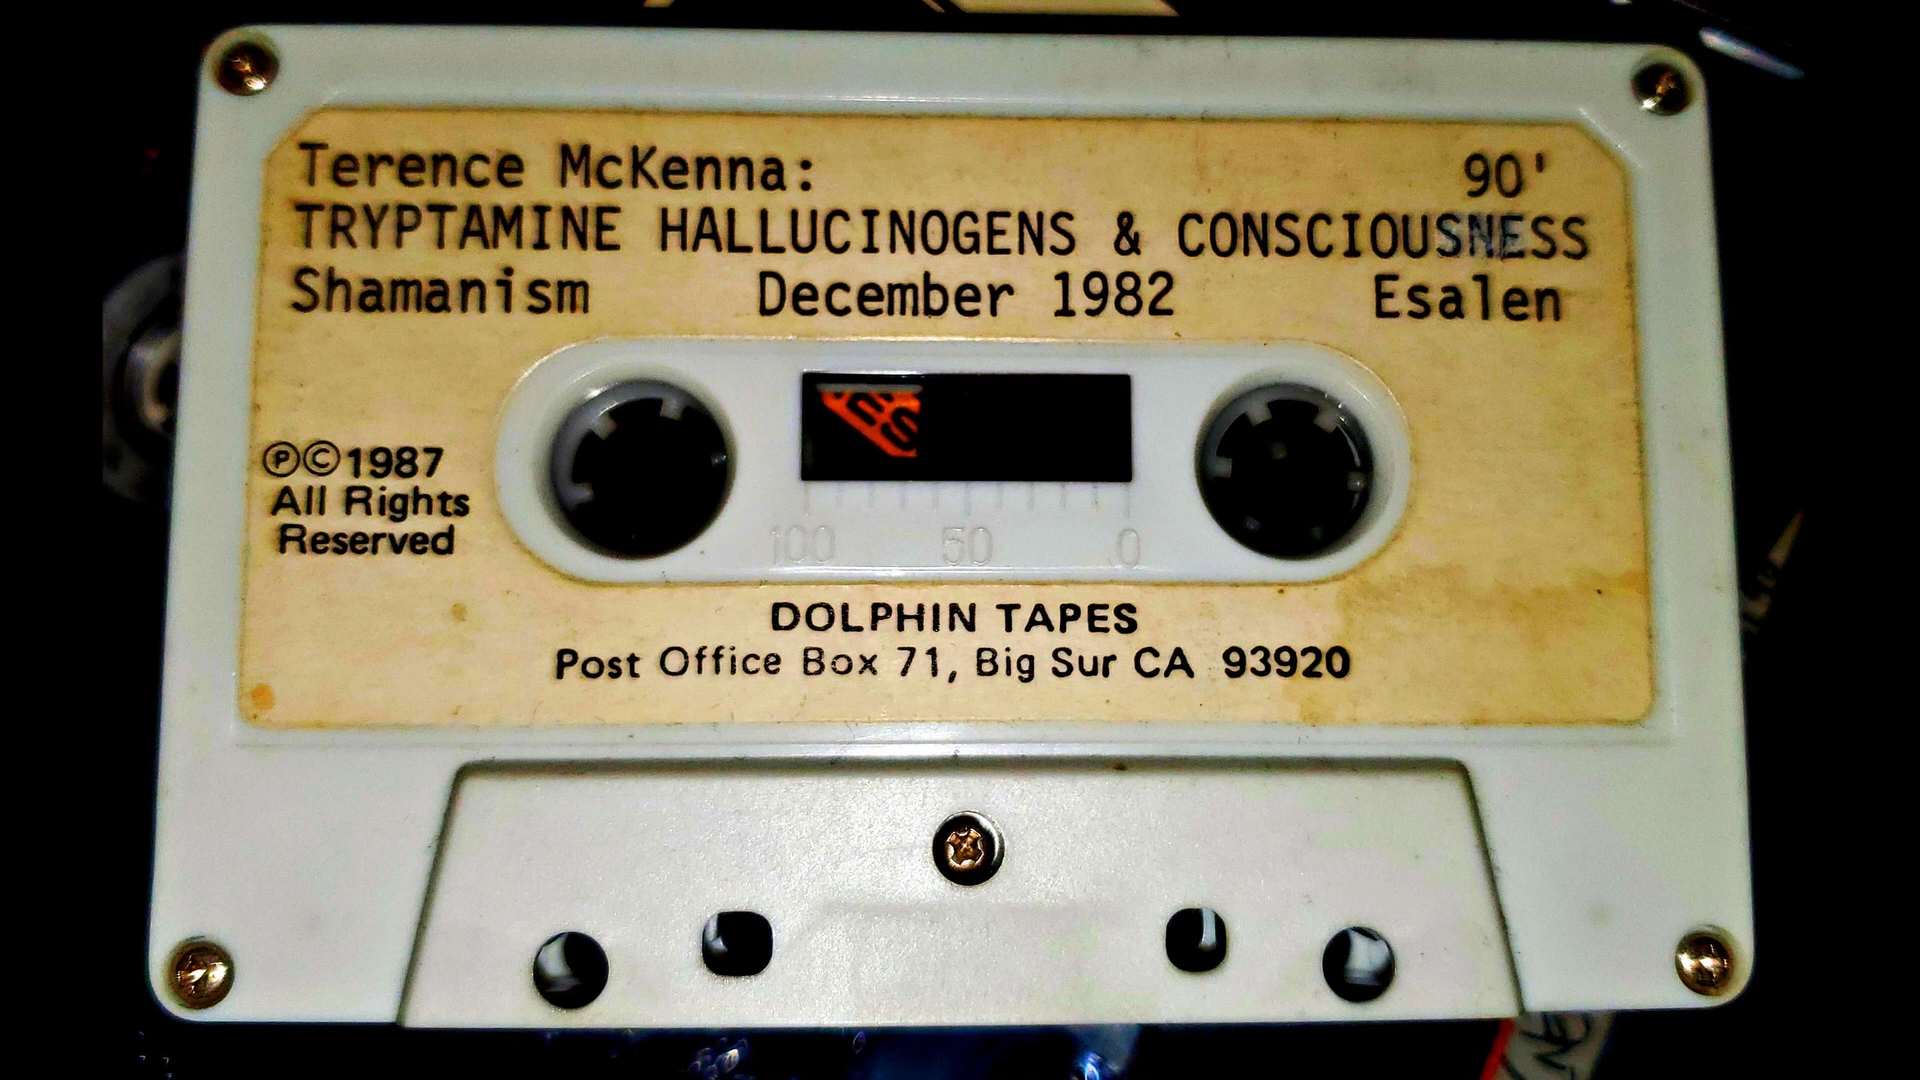 Terence McKenna: 90'
TRYPTAMINE HALLUCINOGENS & CONSCIOUSNESS
Shamanism December 1982 Esalen
ⓅⒸ1987
All Rights
Reserved
100 50 0
DOLPHIN TAPES
Post Office Box 71, Big Sur CA 93920